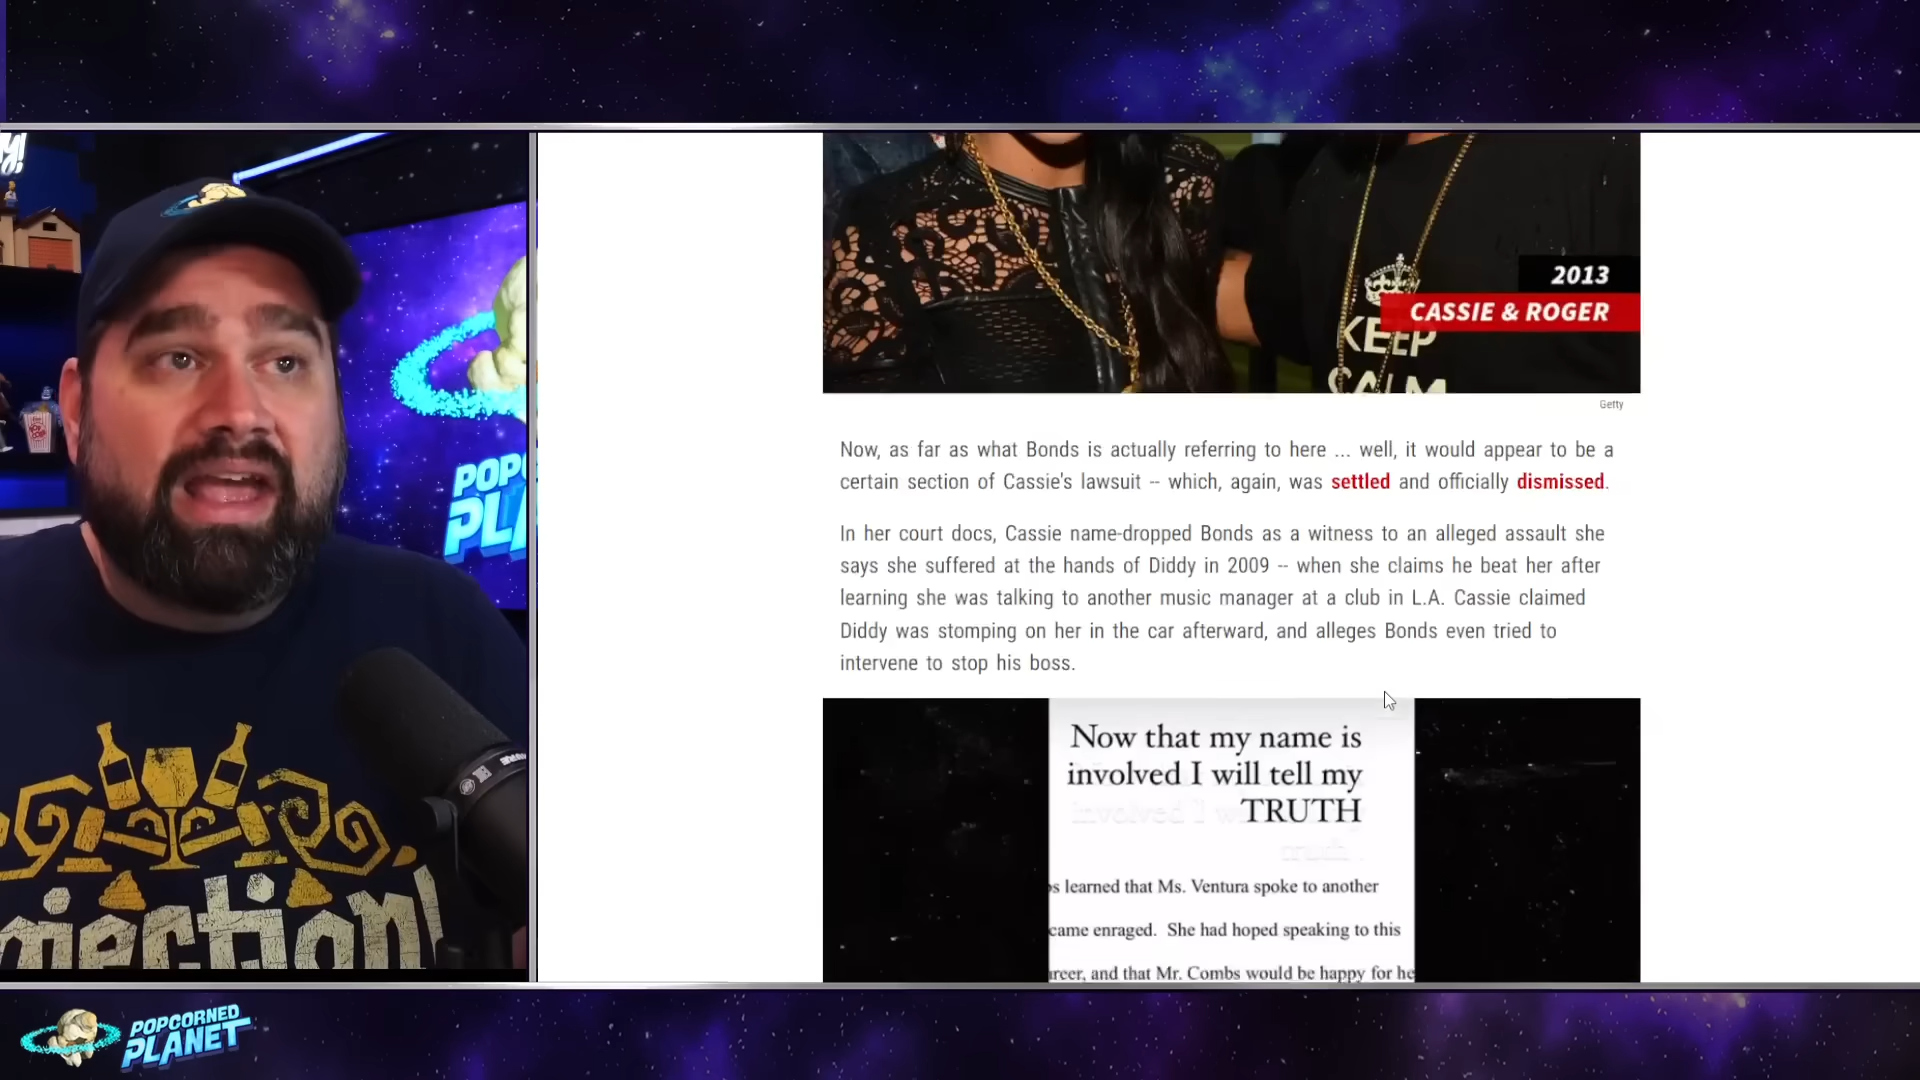 y!
POPC
PLA
mjection!
2013
CASSIE & ROGER
KEEP
CALM
Getty
Now, as far as what Bonds is actually referring to here ... well, it would appear to be a
certain section of Cassie's lawsuit -- which, again, was settled and officially dismissed.
In her court docs, Cassie name-dropped Bonds as a witness to an alleged assault she
says she suffered at the hands of Diddy in 2009 -- when she claims he beat her after
learning she was talking to another music manager at a club in L.A. Cassie claimed
Diddy was stomping on her in the car afterward, and alleges Bonds even tried to
intervene to stop his boss.
Now that my name is
involved I will tell my
TRUTH
s learned that Ms. Ventura spoke to another
came enraged. She had hoped speaking to this
reer, and that Mr. Combs would be happy for he
POPCORNED
PLANET